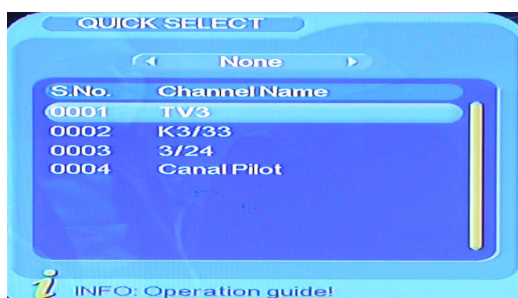 QUICK SELECT
None
S.No. Channel Name
0001 TV3
0002 K3/33
0003 3/24
0004 Canal Pilot
i INFO: Operation guide!